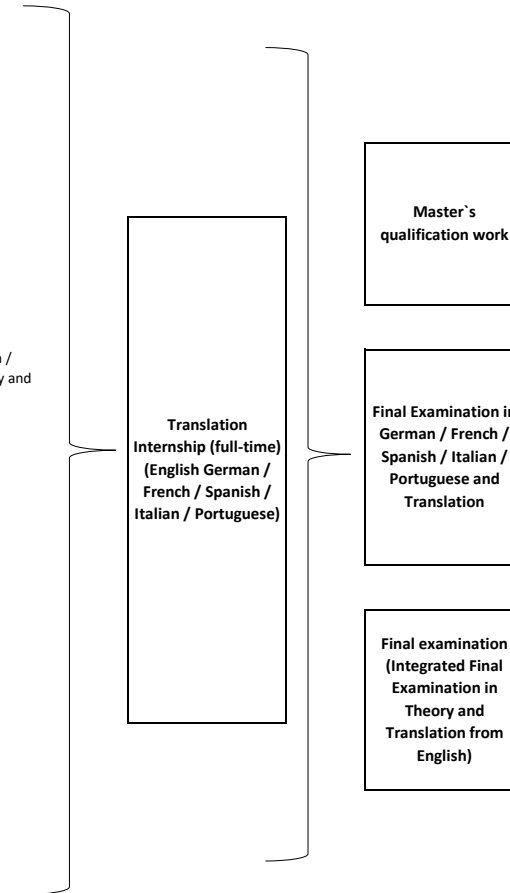 n /
y and
Translation
Internship (full-time)
(English German /
French / Spanish /
Italian / Portuguese)
Master`s
qualification work
Final Examination in
German / French /
Spanish / Italian /
Portuguese and
Translation
Final examination
(Integrated Final
Examination in
Theory and
Translation from
English)